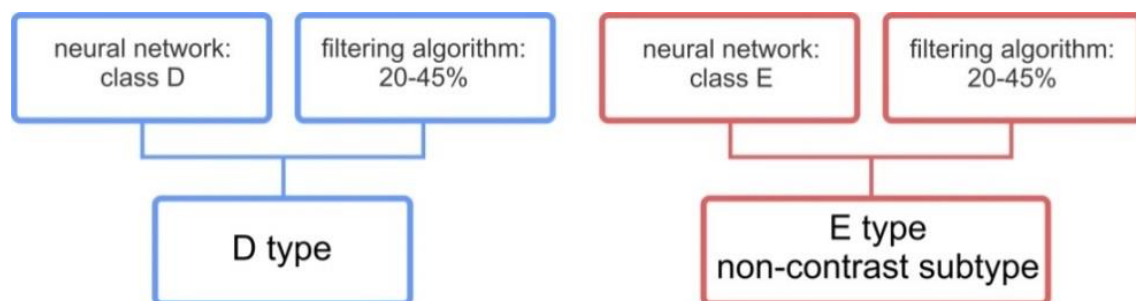 neural network:
class D
filtering algorithm:
20-45%
neural network:
class E
filtering algorithm:
20-45%
D type
E type
non-contrast subtype